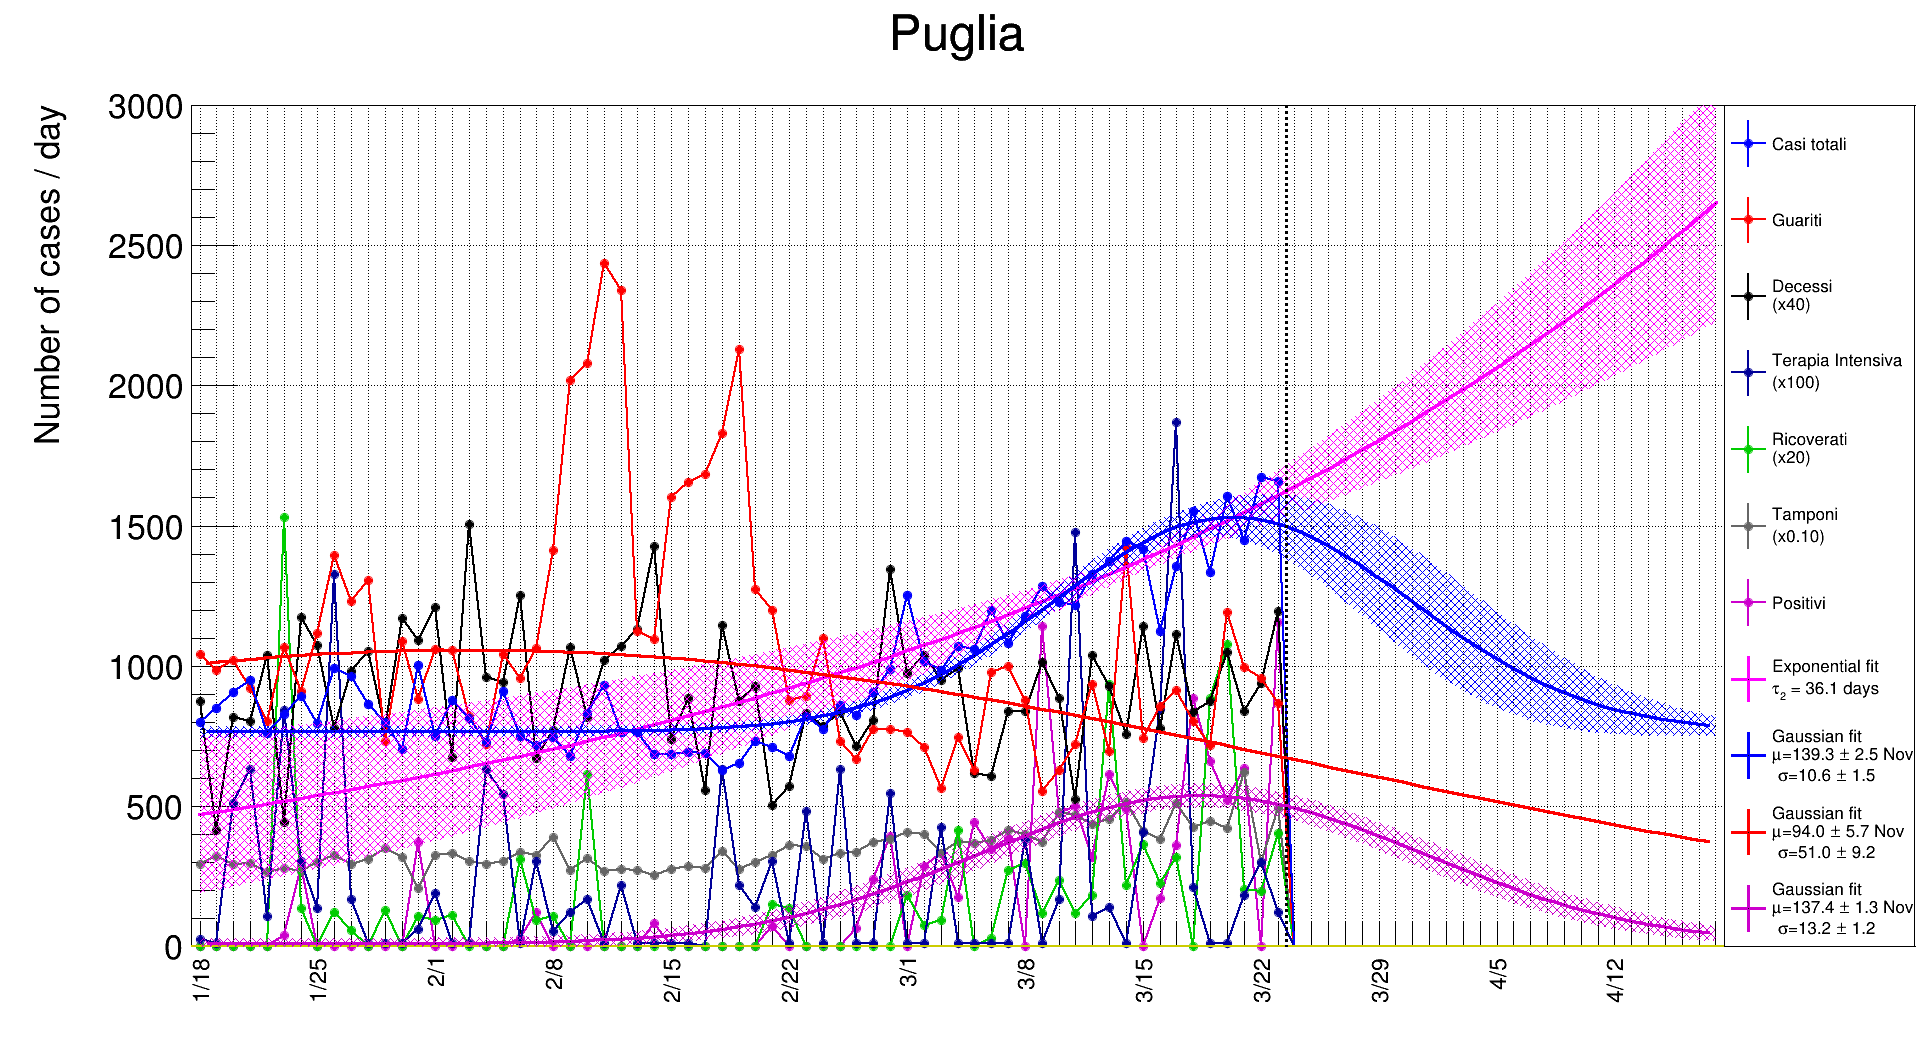 Puglia
Number of cases / day
3000
2500
2000
1500
1000
500
0
1/18
1/25
2/1
2/8
2/15
2/22
3/1
3/8
3/15
3/22
3/29
4/5
4/12
Casi totali
Guariti
Decessi
(x40)
Terapia Intensiva
(x100)
Ricoverati
(x20)
Tamponi
(x0.10)
Positivi
Exponential fit
τ2 = 36.1 days
Gaussian fit
μ=139.3 ± 2.5 Nov
σ=10.6 ± 1.5
Gaussian fit
μ=94.0 ± 5.7 Nov
σ=51.0 ± 9.2
Gaussian fit
μ=137.4 ± 1.3 Nov
σ=13.2 ± 1.2